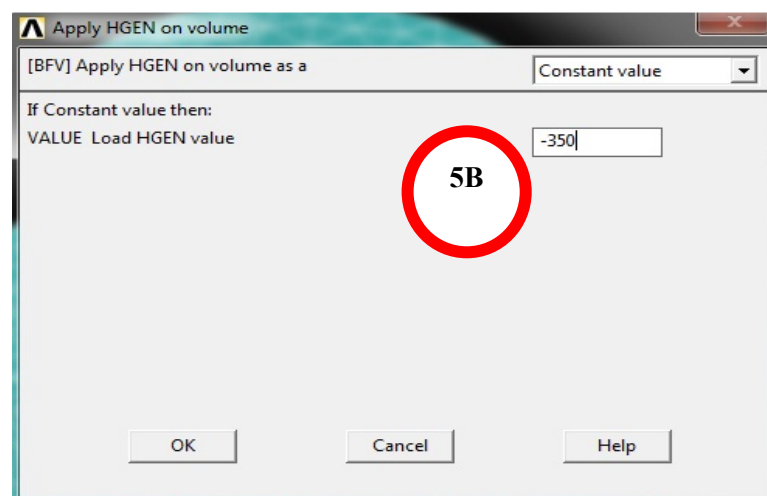 Apply HGEN on volume
[BFV] Apply HGEN on volume as a Constant value
If Constant value then:
VALUE Load HGEN value -350
5B
OK Cancel Help